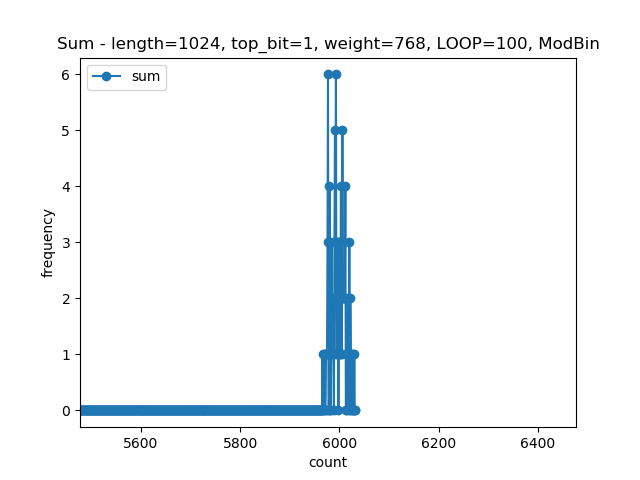 Sum - length=1024, top_bit=1, weight=768, LOOP=100, ModBin
sum
frequency
6
5
4
3
2
1
0
5600 5800 6000 6200 6400
count